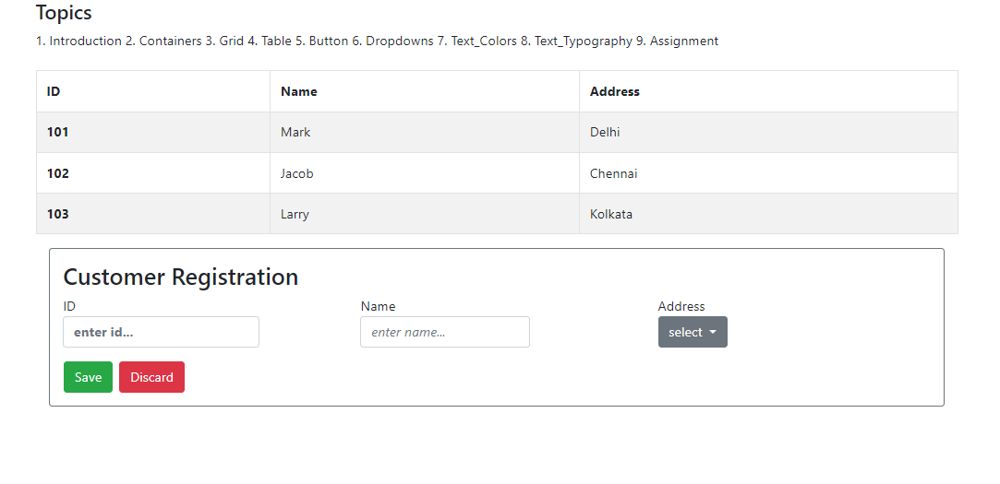 Topics
1. Introduction 2. Containers 3. Grid 4. Table 5. Button 6. Dropdowns 7. Text_Colors 8. Text_Typography 9. Assignment
ID Name Address
101 Mark Delhi
102 Jacob Chennai
103 Larry Kolkata
Customer Registration
ID Name Address
enter id... enter name... select
Save Discard